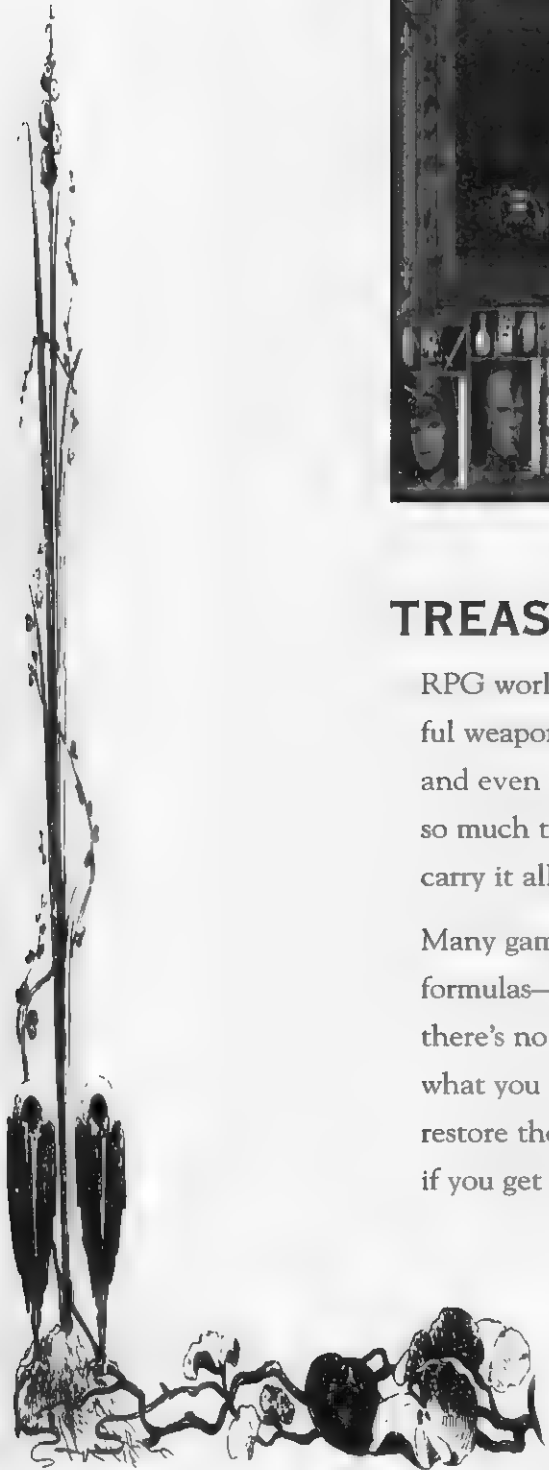 TREAS
RPG worl
ful weapor
and even
so much t
carry it all
Many gam
formulas—
there's no
what you
restore the
if you get